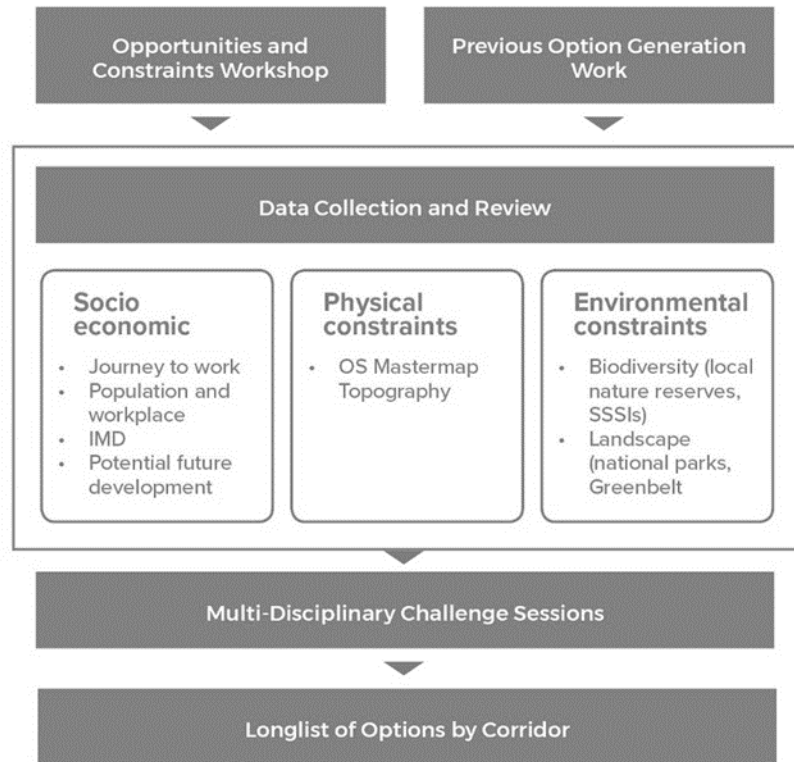 Opportunities and
Constraints Workshop
Previous Option Generation
Work
Data Collection and Review
Socio
economic
• Journey to work
• Population and
workplace
• IMD
• Potential future
development
Physical
constraints
• OS Mastermap
Topography
Environmental
constraints
• Biodiversity (local
nature reserves,
SSSIs)
• Landscape
(national parks,
Greenbelt
Multi-Disciplinary Challenge Sessions
Longlist of Options by Corridor